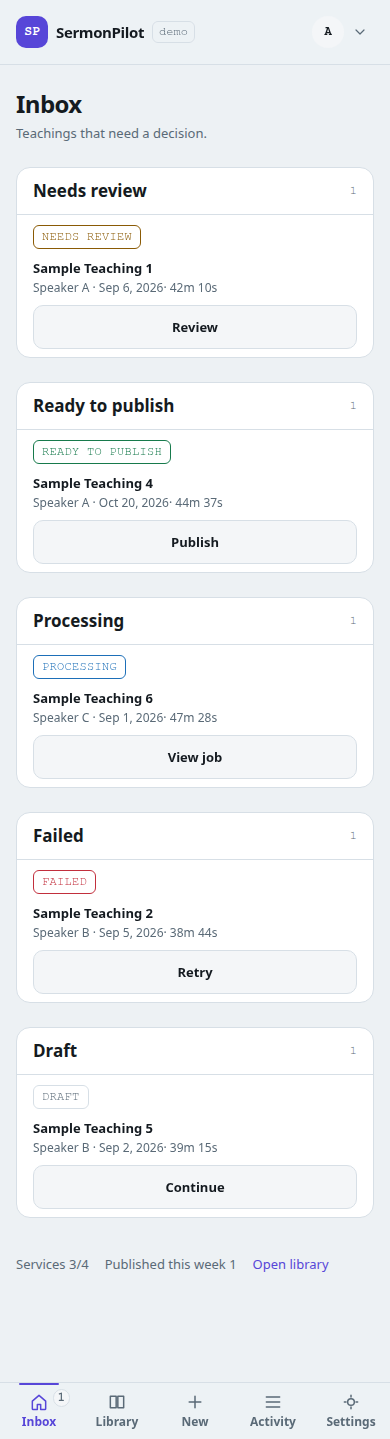 SP SermonPilot demo A
Inbox
Teachings that need a decision.
Needs review 1
NEEDS REVIEW
Sample Teaching 1
Speaker A · Sep 6, 2026· 42m 10s
Review
Ready to publish 1
READY TO PUBLISH
Sample Teaching 4
Speaker A · Oct 20, 2026· 44m 37s
Publish
Processing 1
PROCESSING
Sample Teaching 6
Speaker C · Sep 1, 2026· 47m 28s
View job
Failed 1
FAILED
Sample Teaching 2
Speaker B · Sep 5, 2026· 38m 44s
Retry
Draft 1
DRAFT
Sample Teaching 5
Speaker B · Sep 2, 2026· 39m 15s
Continue
Services 3/4 Published this week 1 Open library
1
Inbox Library New Activity Settings